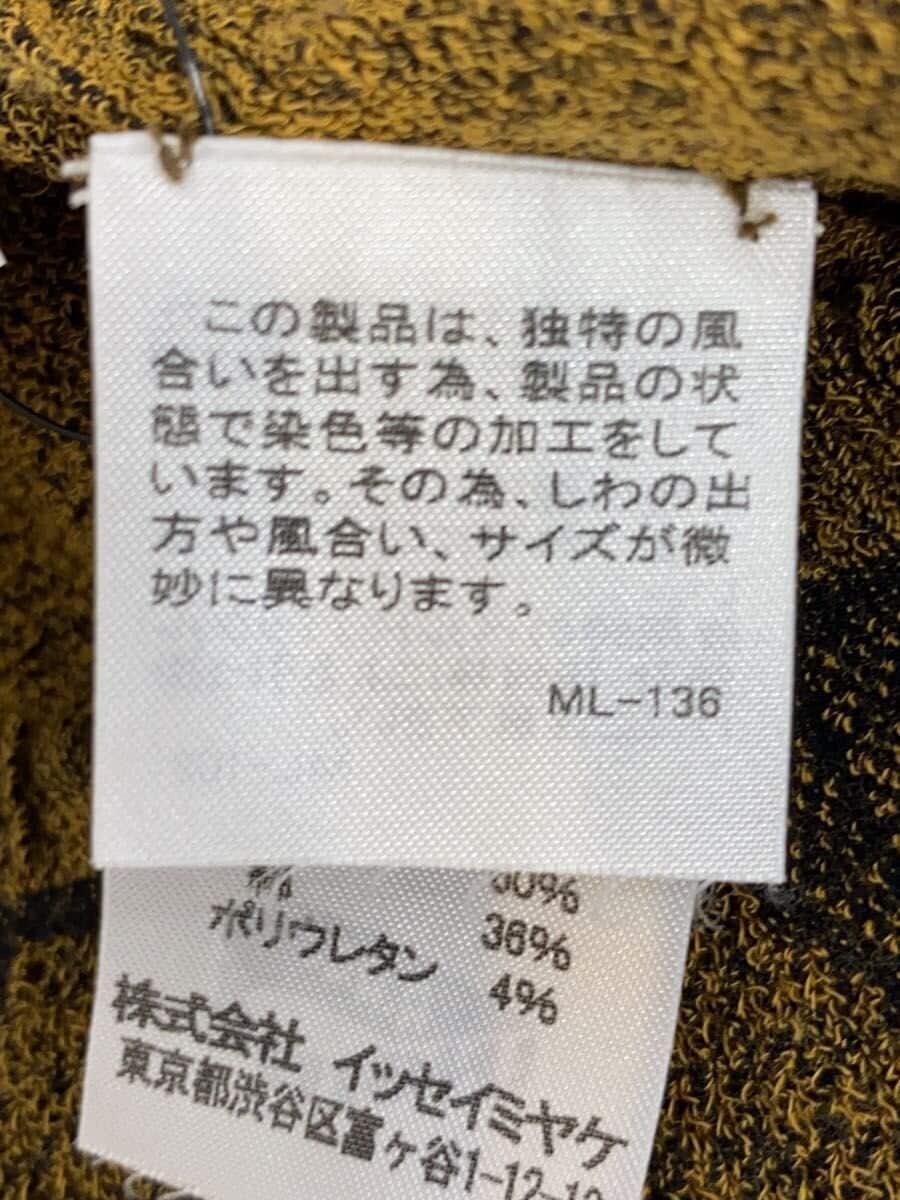 この製品は、独特の風
合いを出す為、製品の状
態で染色等の加工をして
います。その為、しわの出
方や風合い、サイズが微
妙に異なります。
ML-136
36%
ポリウレタン 4%
株式会社 イッセイミヤケ
東京都渋谷区富ヶ谷1-12-